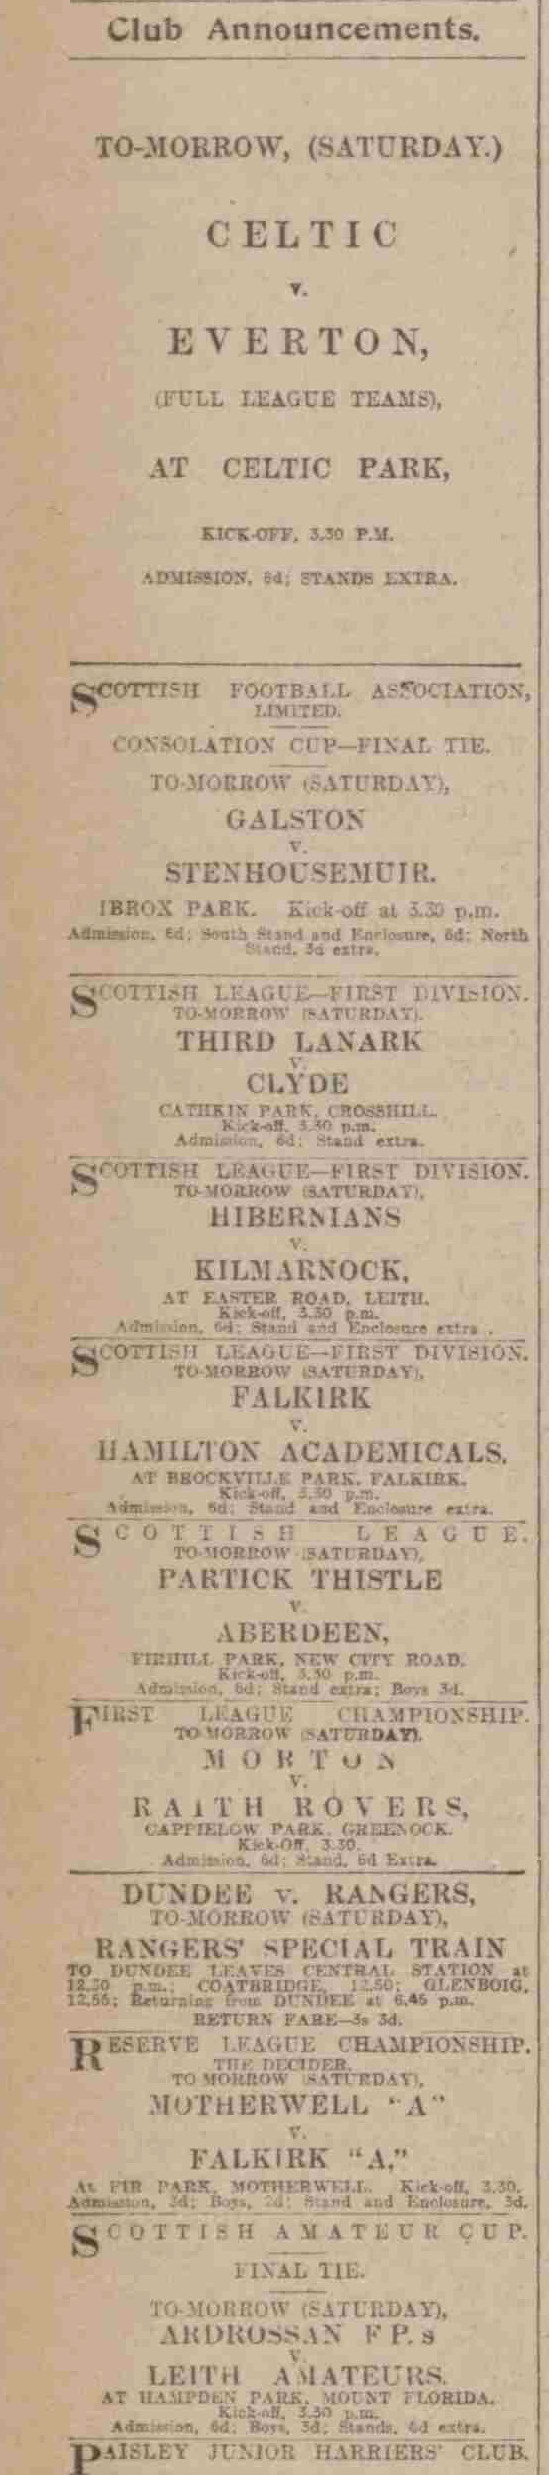 Club Announcements.
TO-MORROW, (SATURDAY.)
CELTIC
v.
EVERTON,
(FULL LEAGUE TEAMS),
AT CELTIC PARK,
KICK-OFF, 3.30 P.M.
ADMISSION, 6d; STANDS EXTRA.
SCOTTISH FOOTBALL ASSOCIATION,
LIMITED.
CONSOLATION CUP—FINAL TIE.
TO-MORROW (SATURDAY),
GALSTON
v.
STENHOUSEMUIR.
IBROX PARK. Kick-off at 3.30 p.m.
Admission, 6d; South Stand and Enclosure, 6d; North
Stand, 3d extra.
SCOTTISH LEAGUE—FIRST DIVISION.
TO-MORROW (SATURDAY).
THIRD LANARK
v.
CLYDE
CATHKIN PARK, CROSSHILL.
Kick-off, 3.30 p.m.
Admission, 6d; Stand extra.
SCOTTISH LEAGUE—FIRST DIVISION.
TO-MORROW (SATURDAY),
HIBERNIANS
v.
KILMARNOCK,
AT EASTER ROAD, LEITH.
Kick-off, 3.30 p.m.
Admission, 6d; Stand and Enclosure extra .
SCOTTISH LEAGUE—FIRST DIVISION.
TO-MORROW (SATURDAY),
FALKIRK
v.
HAMILTON ACADEMICALS.
AT BROCKVILLE PARK, FALKIRK.
Kick-off, 3.30 p.m.
Admission, 6d; Stand and Enclosure extra.
SCOTTISH LEAGUE.
TO-MORROW (SATURDAY),
PARTICK THISTLE
v.
ABERDEEN,
FIRHILL PARK, NEW CITY ROAD.
Kick-off, 3.30 p.m.
Admission, 6d; Stand extra; Boys 3d.
FIRST LEAGUE CHAMPIONSHIP.
TO-MORROW (SATURDAY).
MORTON
v.
RAITH ROVERS,
CAPPIELOW PARK, GREENOCK.
Kick-Off, 3.30.
Admission, 6d; Stand, 6d Extra.
DUNDEE v. RANGERS,
TO-MORROW (SATURDAY),
RANGERS' SPECIAL TRAIN
TO DUNDEE LEAVES CENTRAL STATION at
12.30 p.m.; COATBRIDGE, 12.50; GLENBOIG,
12.56; Returning from DUNDEE at 6.45 p.m.
RETURN FARE—3s 3d.
RESERVE LEAGUE CHAMPIONSHIP.
THE DECIDER.
TO MORROW (SATURDAY),
MOTHERWELL "A"
v.
FALKIRK "A,"
At FIR PARK, MOTHERWELL. Kick-off, 3.30.
Admission, 3d; Boys, 2d; Stand and Enclosure, 3d.
SCOTTISH AMATEUR CUP.
FINAL TIE.
TO-MORROW (SATURDAY),
ARDROSSAN F P.s
v.
LEITH AMATEURS.
AT HAMPDEN PARK, MOUNT FLORIDA.
Kick-off, 3.30 p.m.
Admission, 6d; Boys, 3d; Stands, 6d extra.
PAISLEY JUNIOR HARRIERS' CLUB.